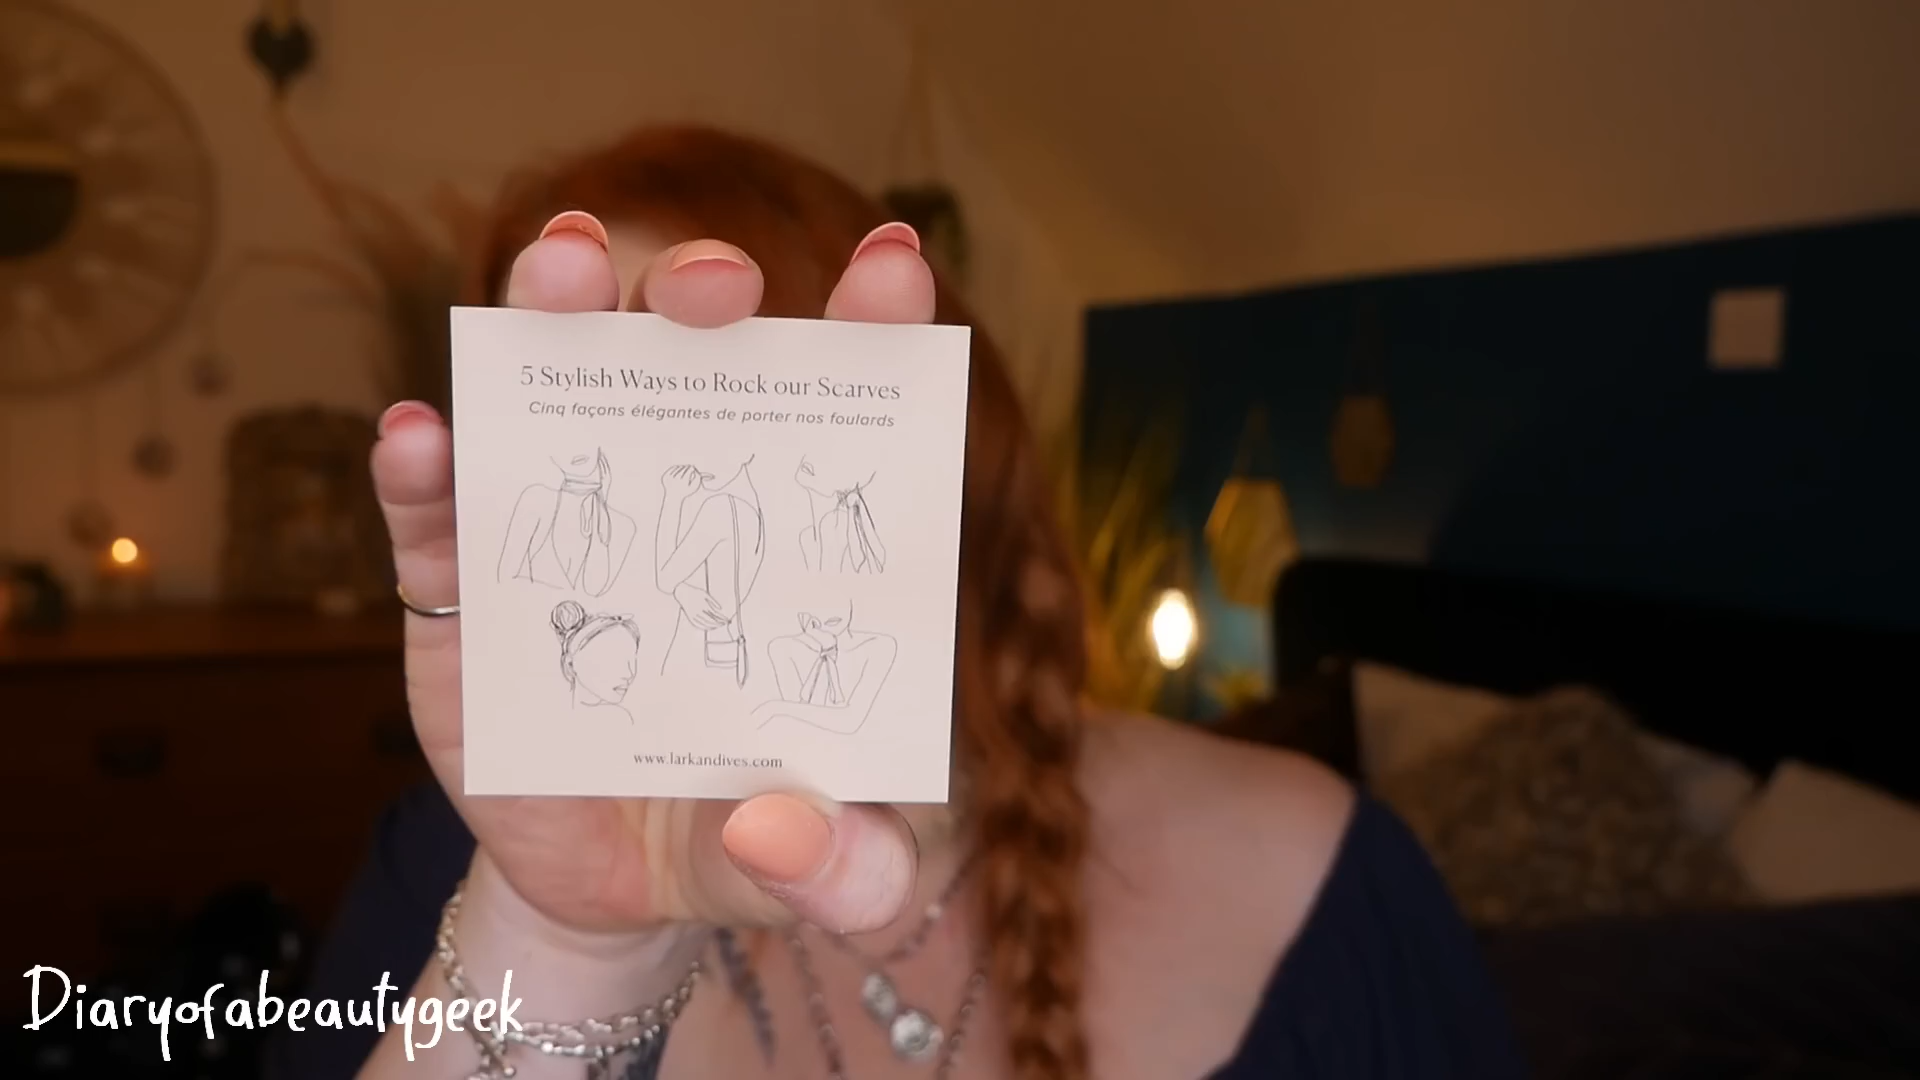 5 Stylish Ways to Rock our Scarves
Cinq façons élégantes de porter nos foulards
www.larkandives.com
Diaryofabeautygeek